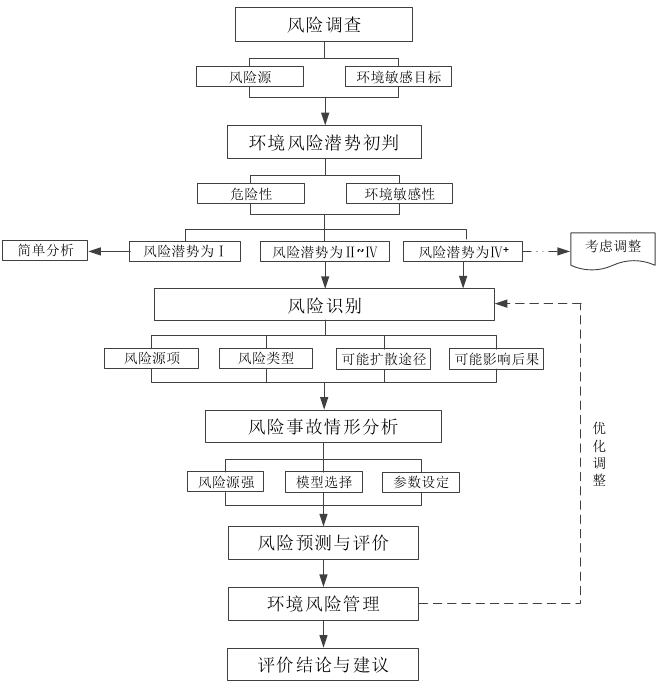 风险调查
风险源
环境敏感目标
环境风险潜势初判
危险性
环境敏感性
简单分析
风险潜势为Ⅰ
风险潜势为Ⅱ~Ⅳ
风险潜势为Ⅳ+
考虑调整
风险识别
风险源项
风险类型
可能扩散途径
可能影响后果
风险事故情形分析
优化调整
风险源强
模型选择
参数设定
风险预测与评价
环境风险管理
评价结论与建议